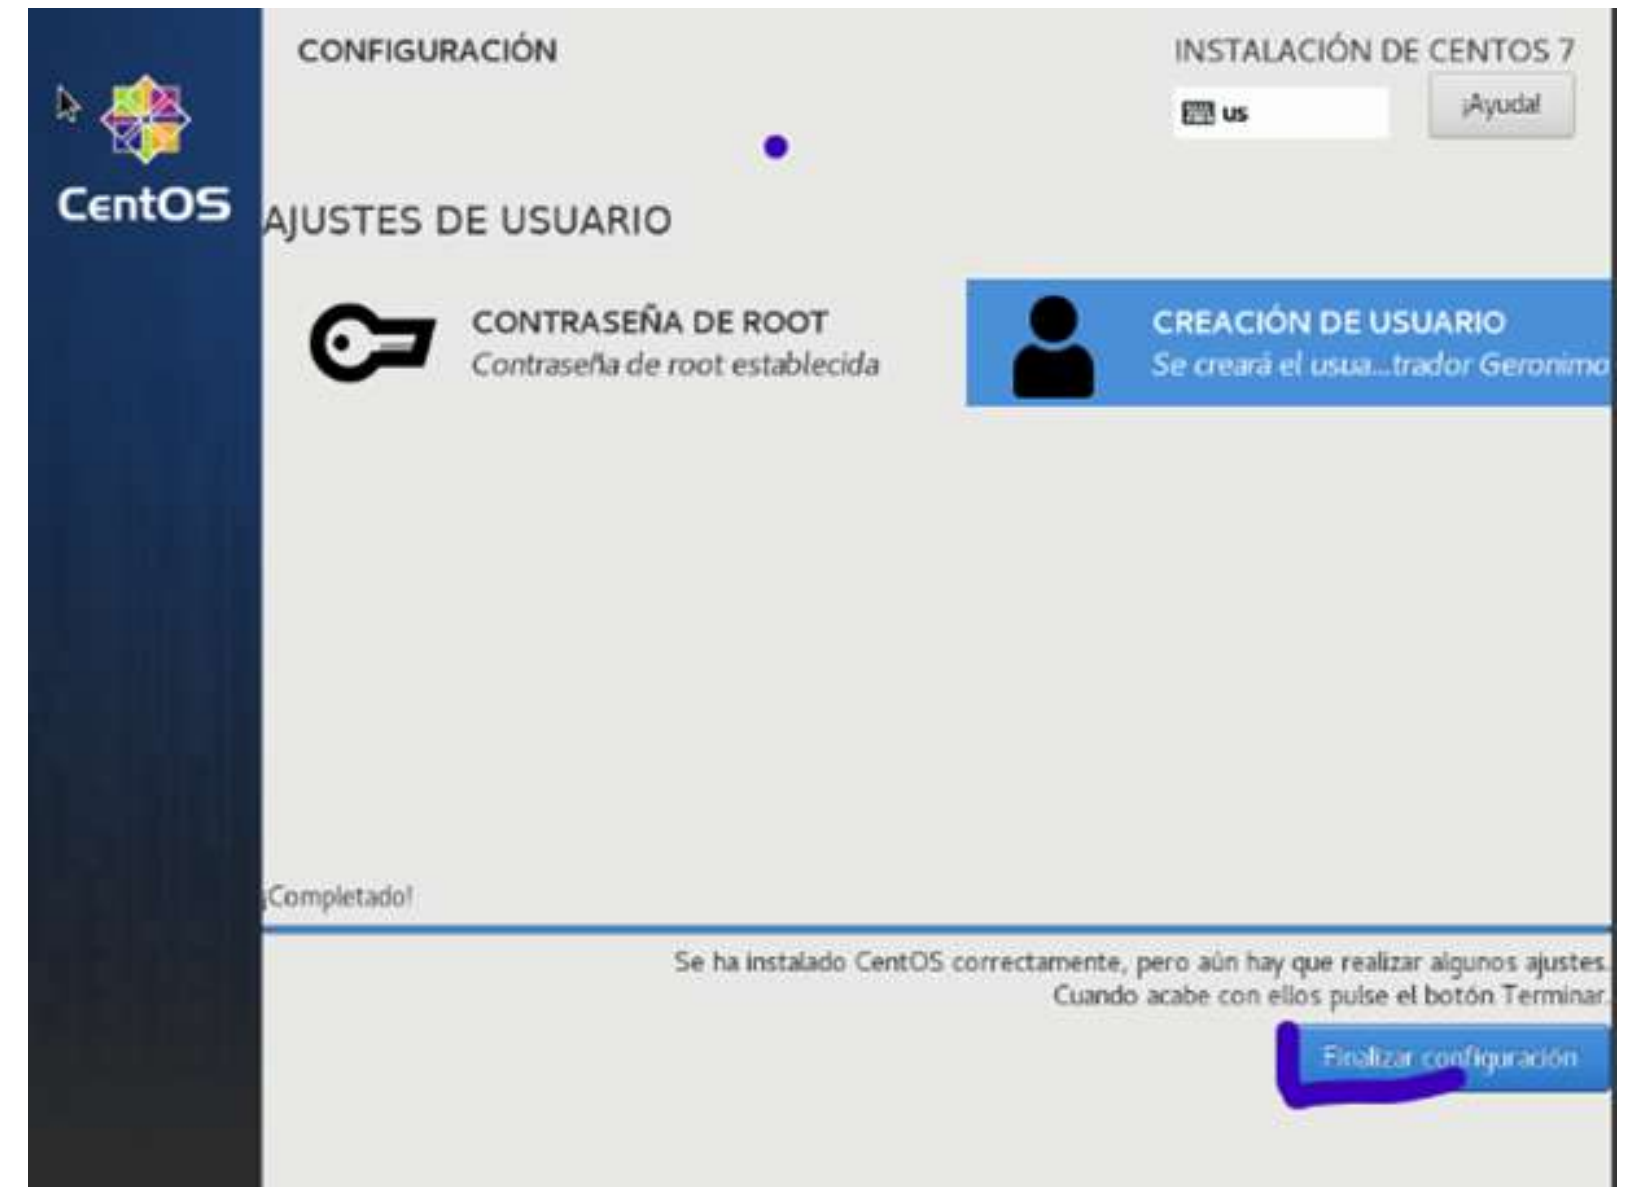 CONFIGURACIÓN
INSTALACIÓN DE CENTOS 7
us
¡Ayuda!
CentOS
AJUSTES DE USUARIO
CONTRASEÑA DE ROOT
Contraseña de root establecida
CREACIÓN DE USUARIO
Se creará el usua...trador Geronimo
¡Completado!
Se ha instalado CentOS correctamente, pero aún hay que realizar algunos ajustes.
Cuando acabe con ellos pulse el botón Terminar.
Finalizar configuración